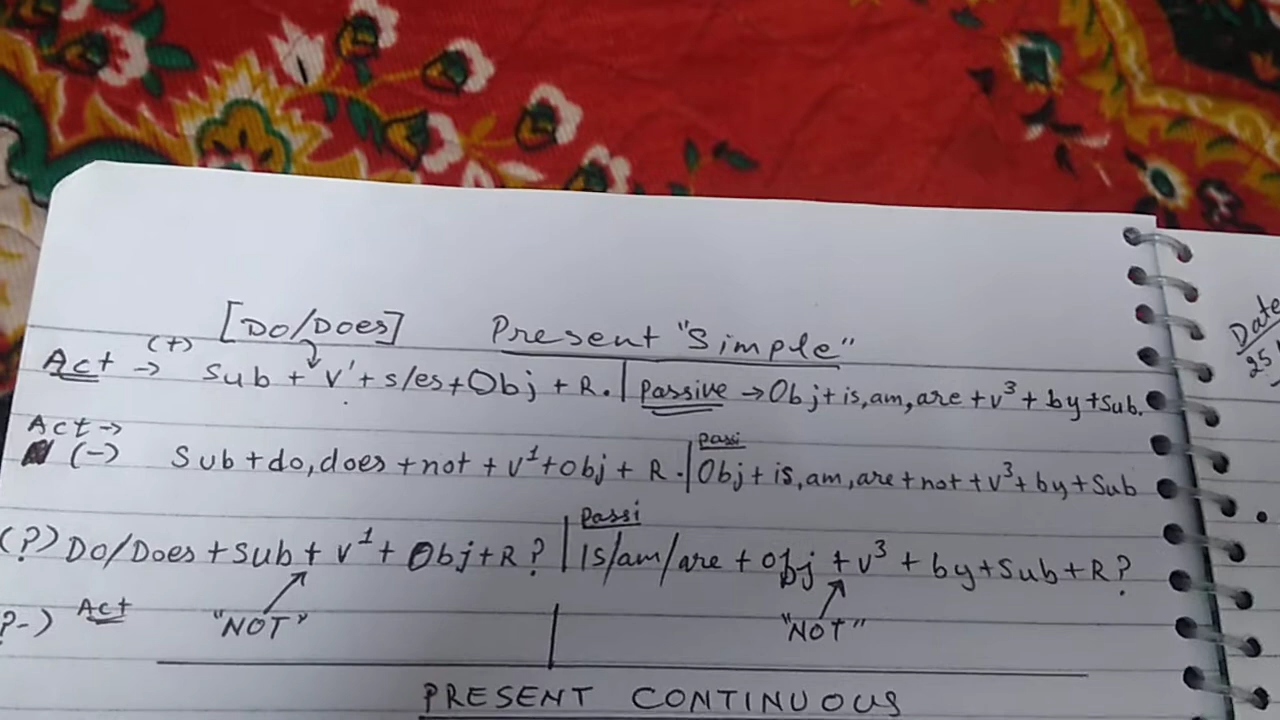 [DO/DOES] Present "Simple"
Act (+) → Sub + V¹ + s/es + Obj + R. | Passive → Obj + is, am, are + v³ + by + Sub.
Act →
(-) Sub + do, does + not + v¹ + Obj + R. | passi Obj + is, am, are + not + v³ + by + Sub
(?) Do/Does + Sub + v¹ + Obj + R? | passi Is/am/are + Obj + v³ + by + Sub + R?
?-) Act "NOT" "NOT"
PRESENT CONTINUOUS
Date
25